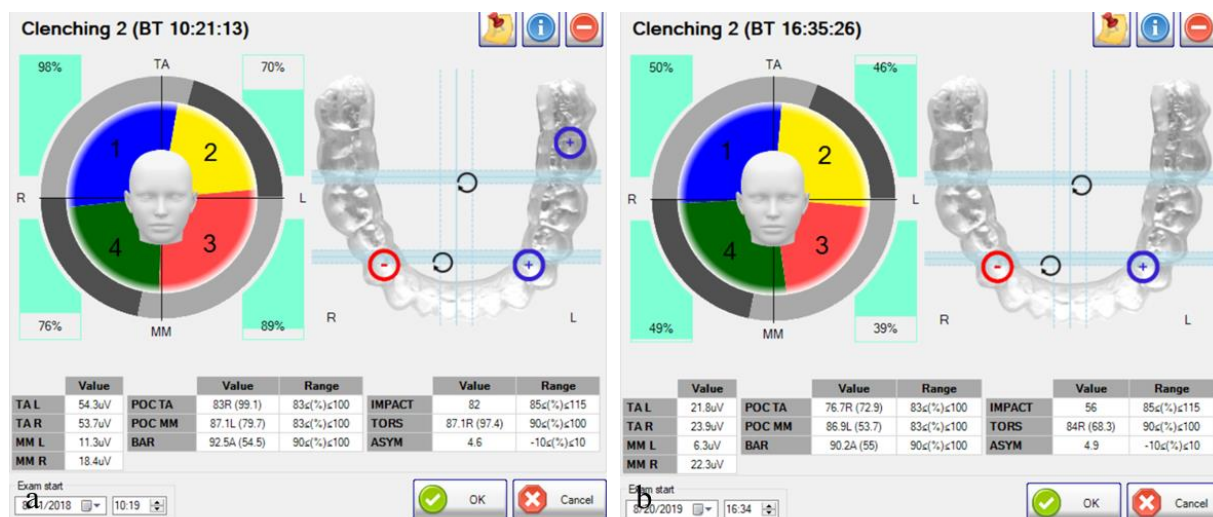 Clenching 2 (BT 10:21:13)
98%
TA
70%
1
2
R
L
4
3
76%
MM
89%
+
-
+
R
L
Value
TA L 54.3uV
TA R 53.7uV
MM L 11.3uV
MM R 18.4uV
Value Range
POC TA 83R (99.1) 83≤(%)≤100
POC MM 87.1L (79.7) 83≤(%)≤100
BAR 92.5A (54.5) 90≤(%)≤100
Value Range
IMPACT 82 85≤(%)≤115
TORS 87.1R (97.4) 90≤(%)≤100
ASYM 4.6 -10≤(%)≤10
Exam start
10:19
a
OK Cancel
Clenching 2 (BT 16:35:26)
50%
TA
46%
1
2
R
L
4
3
49%
MM
39%
-
+
R
L
Value
TA L 21.8uV
TA R 23.9uV
MM L 6.3uV
MM R 22.3uV
Value Range
POC TA 76.7R (72.9) 83≤(%)≤100
POC MM 86.9L (53.7) 83≤(%)≤100
BAR 90.2A (55) 90≤(%)≤100
Value Range
IMPACT 56 85≤(%)≤115
TORS 84R (68.3) 90≤(%)≤100
ASYM 4.9 -10≤(%)≤10
Exam start
8/20/2019 16:34
b
OK Cancel